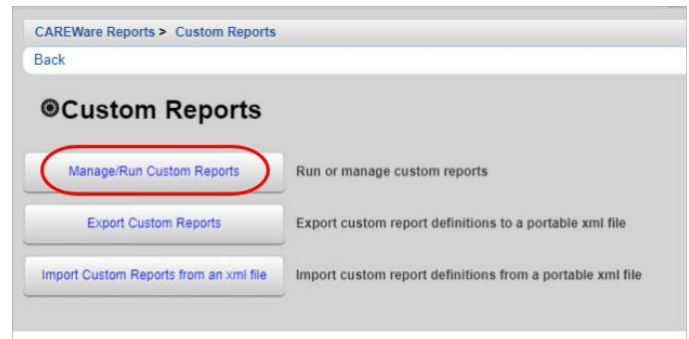 CAREWare Reports > Custom Reports
Back
Custom Reports
Manage/Run Custom Reports Run or manage custom reports
Export Custom Reports Export custom report definitions to a portable xml file
Import Custom Reports from an xml file Import custom report definitions from a portable xml file